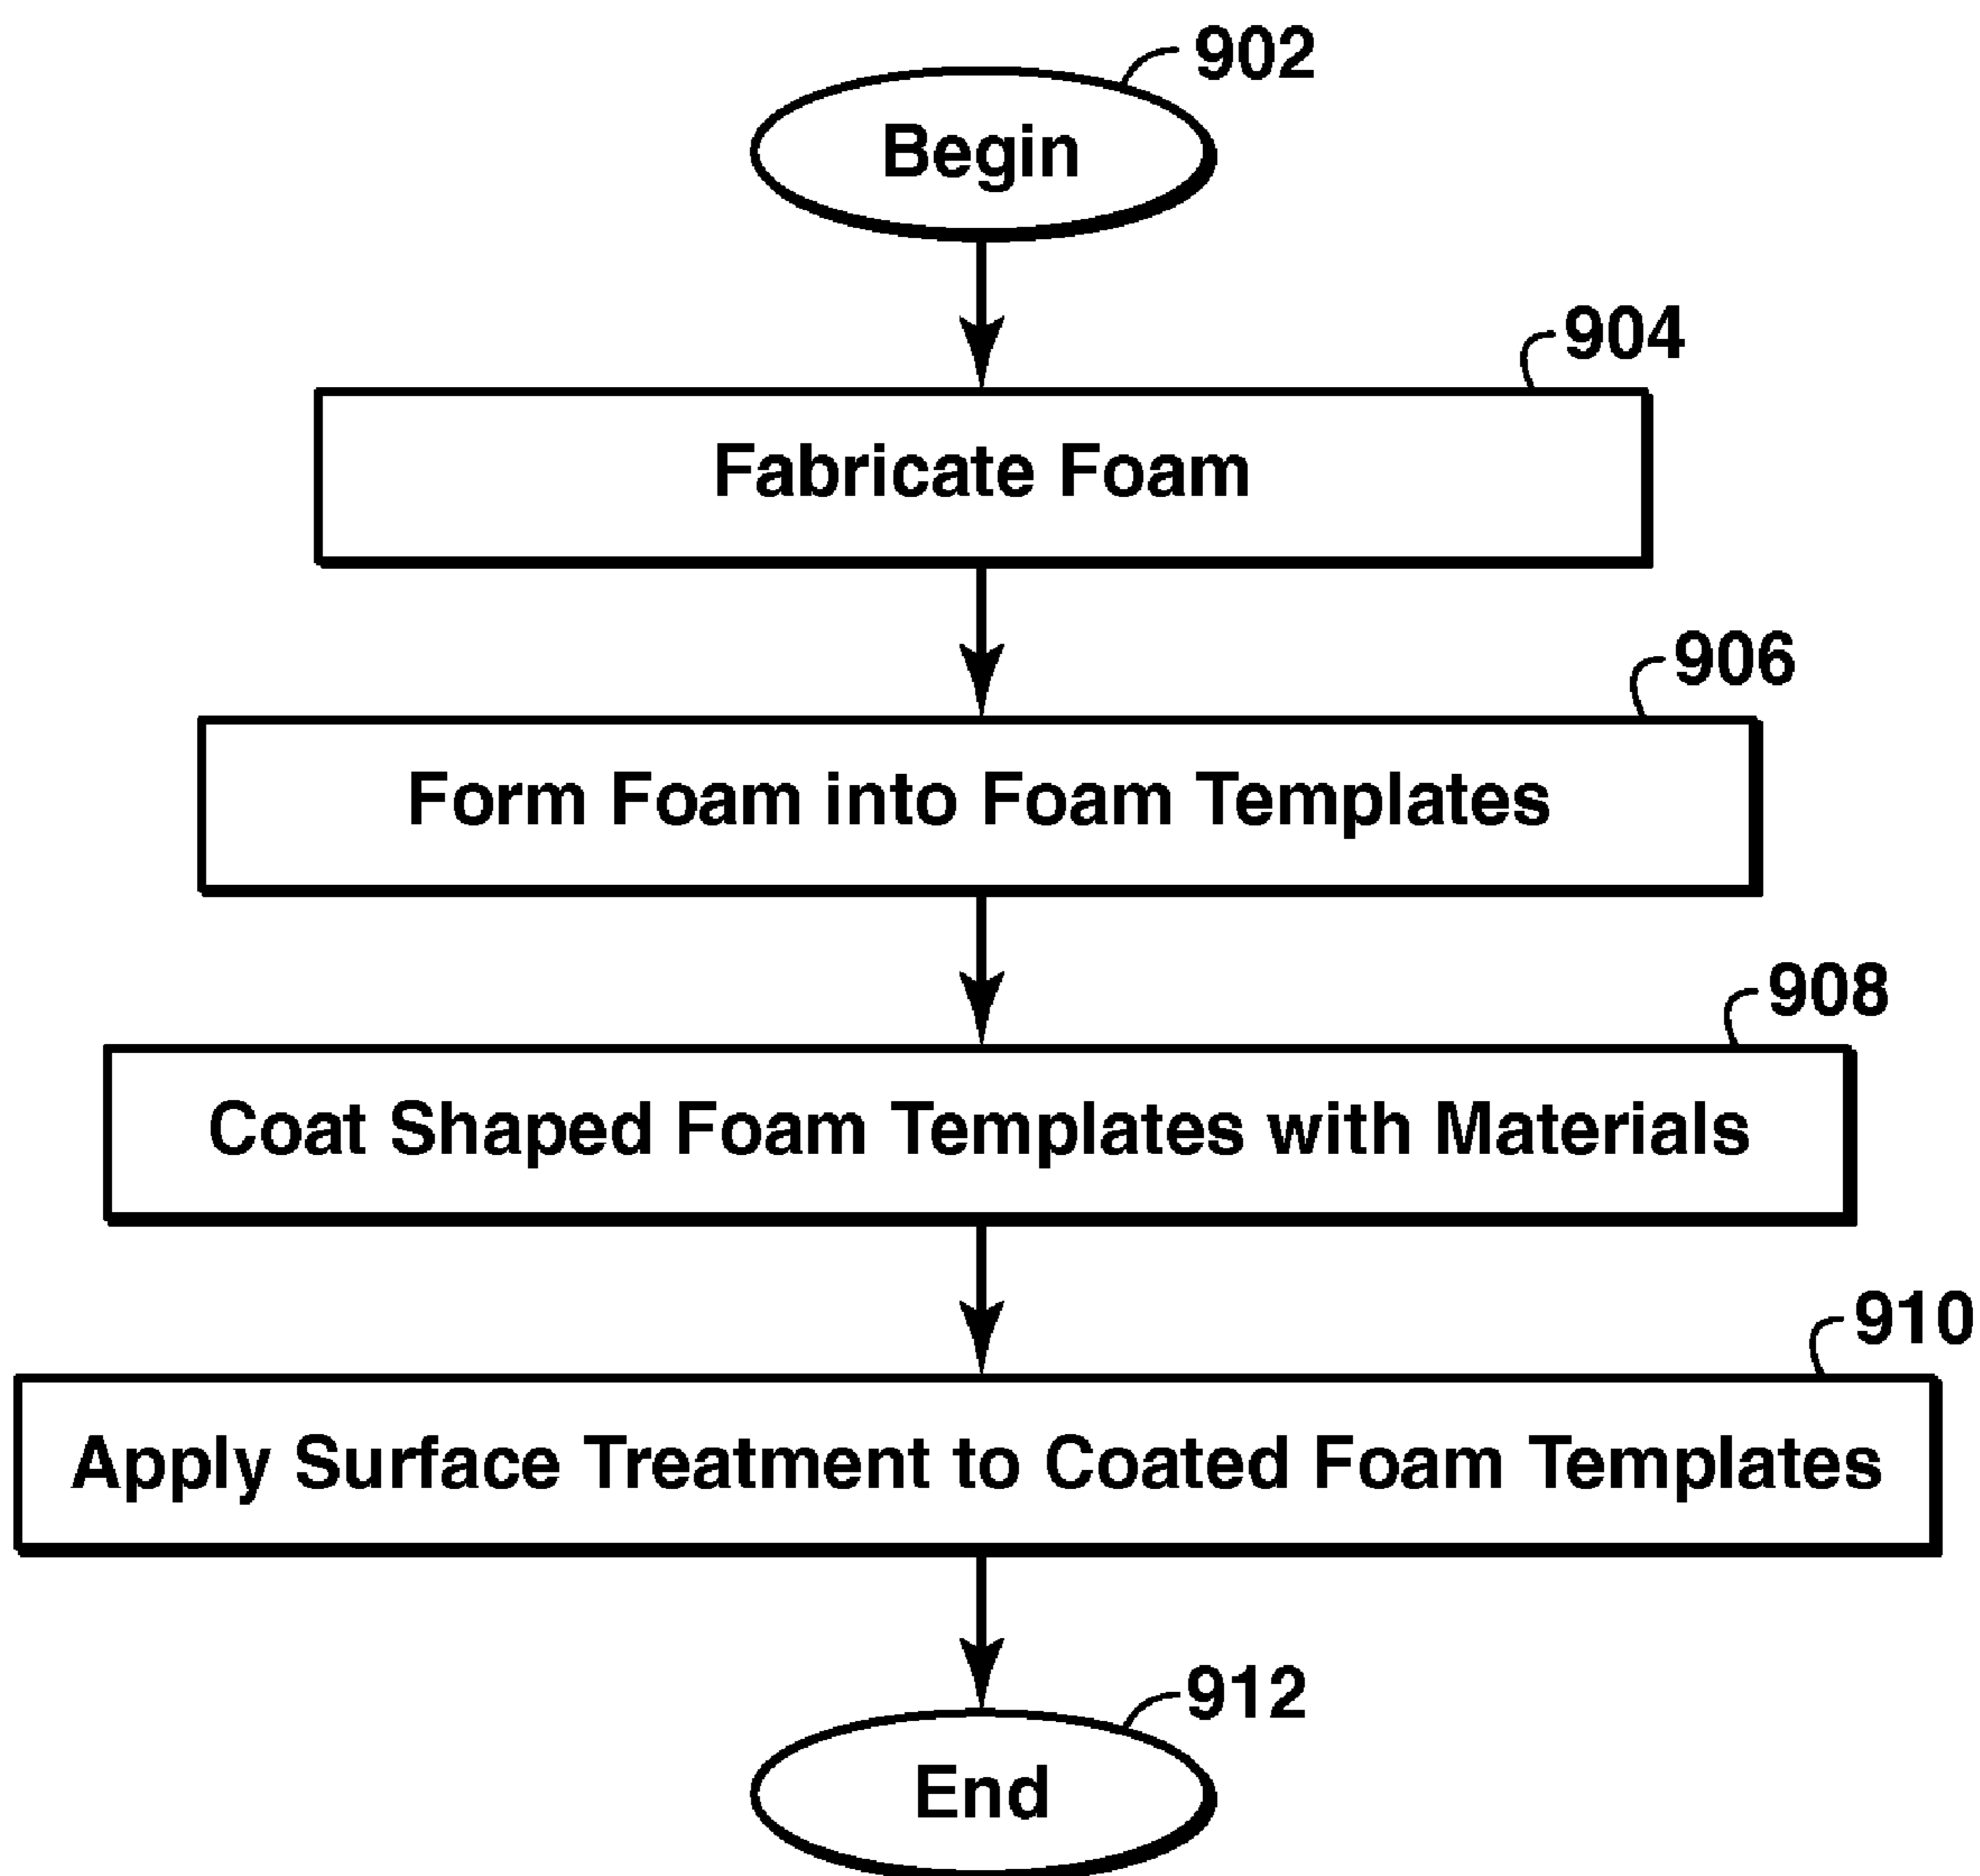 902
Begin
904
Fabricate Foam
906
Form Foam into Foam Templates
908
Coat Shaped Foam Templates with Materials
910
Apply Surface Treatment to Coated Foam Templates
912
End